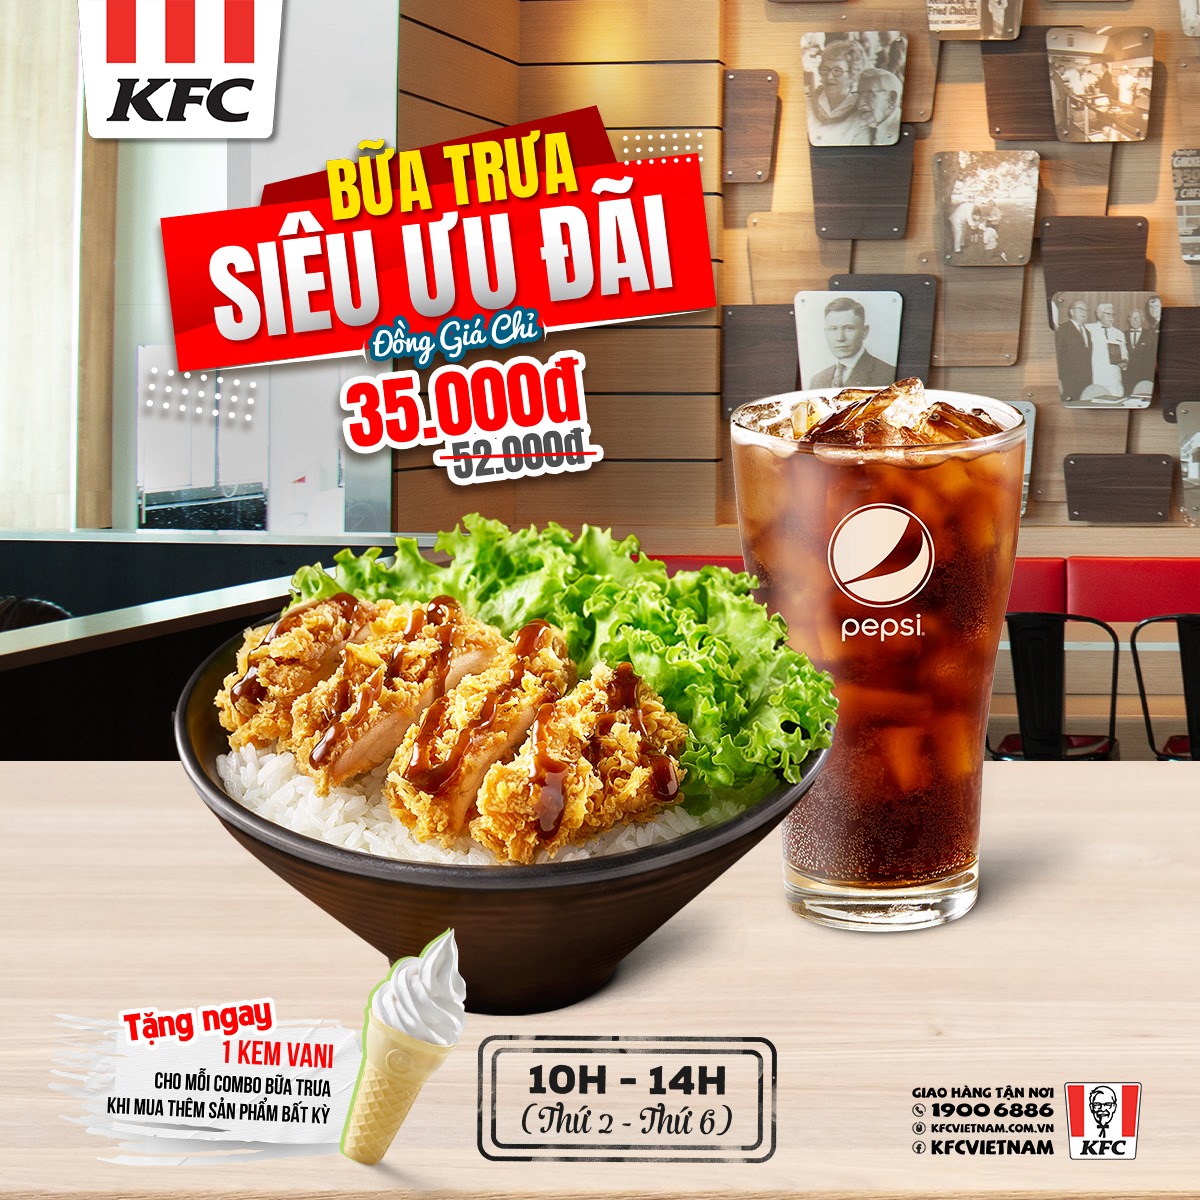 KFC
BỮA TRƯA
SIÊU ƯU ĐÃI
Đồng Giá Chỉ
35.000đ
52.000đ
pepsi
Tặng ngay
1 KEM VANI
CHO MỖI COMBO BỮA TRƯA
KHI MUA THÊM SẢN PHẨM BẤT KỲ
10H - 14H
(Thứ 2 - Thứ 6)
GIAO HÀNG TẬN NƠI
1900 6886
KFCVIETNAM.COM.VN
KFCVIETNAM
KFC
Fried Chicken